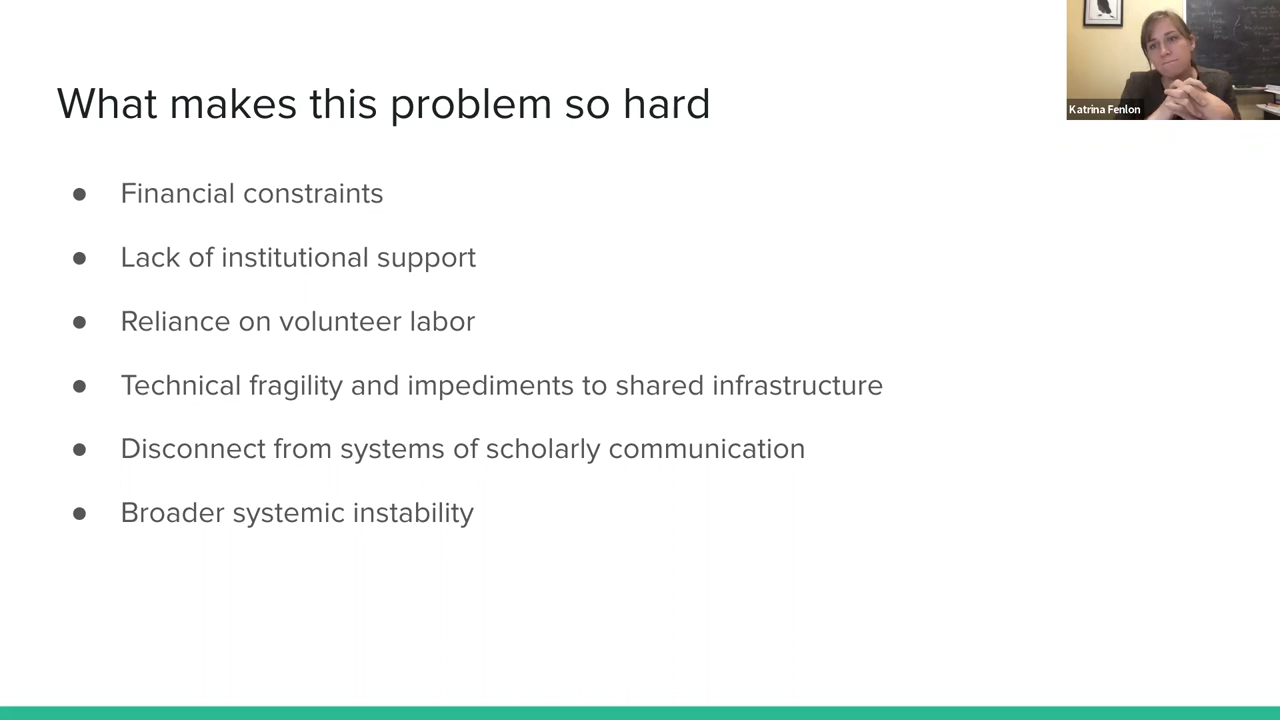 What makes this problem so hard
Katrina Fenlon
● Financial constraints
● Lack of institutional support
● Reliance on volunteer labor
● Technical fragility and impediments to shared infrastructure
● Disconnect from systems of scholarly communication
● Broader systemic instability